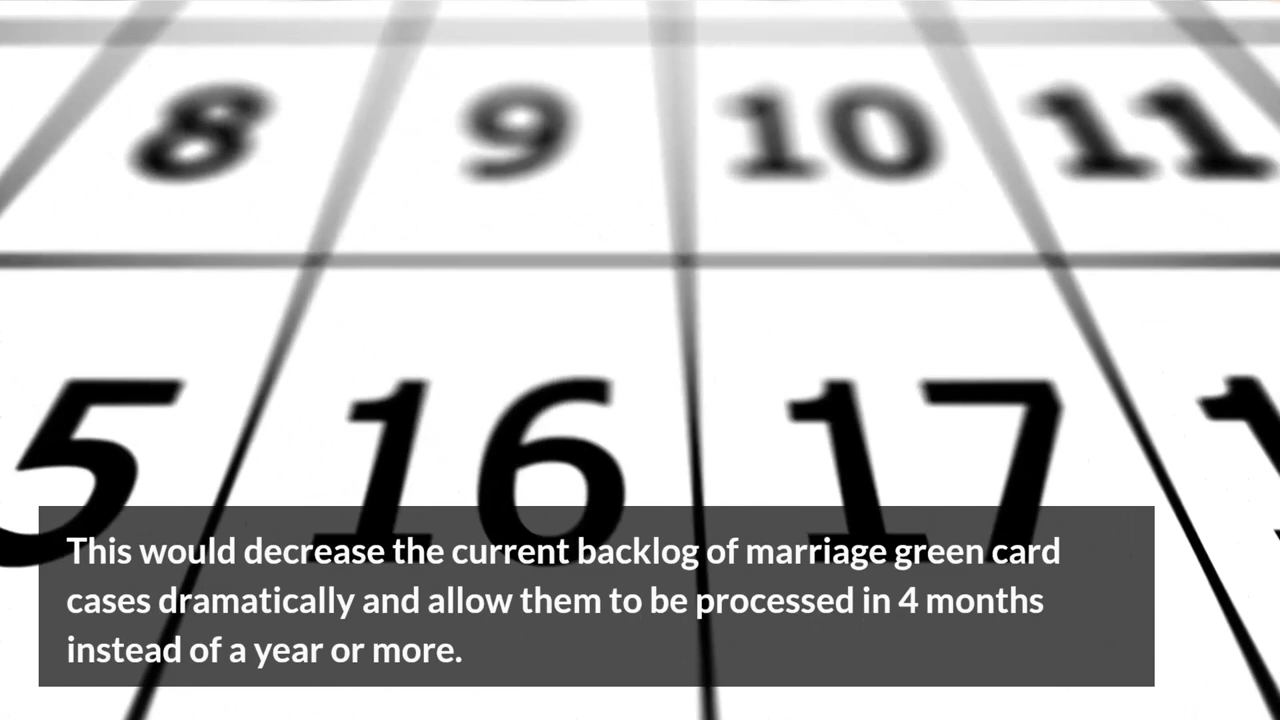 8 9 10 11
5 16 17 1
This would decrease the current backlog of marriage green card
cases dramatically and allow them to be processed in 4 months
instead of a year or more.